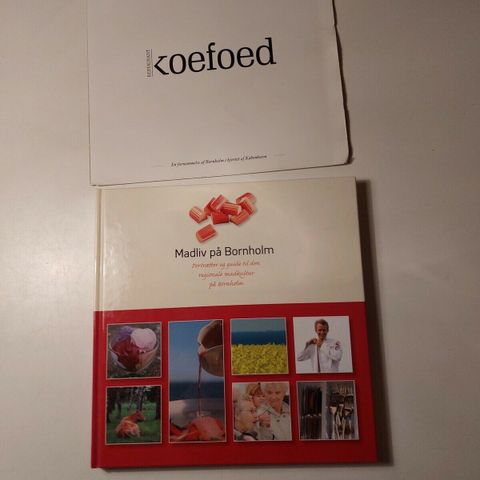 RESTAURANT
koefoed
En fornemmelse af Bornholm i hjertet af København
Madliv på Bornholm
Portrætter og guide til den
regionale madkultur
på Bornholm